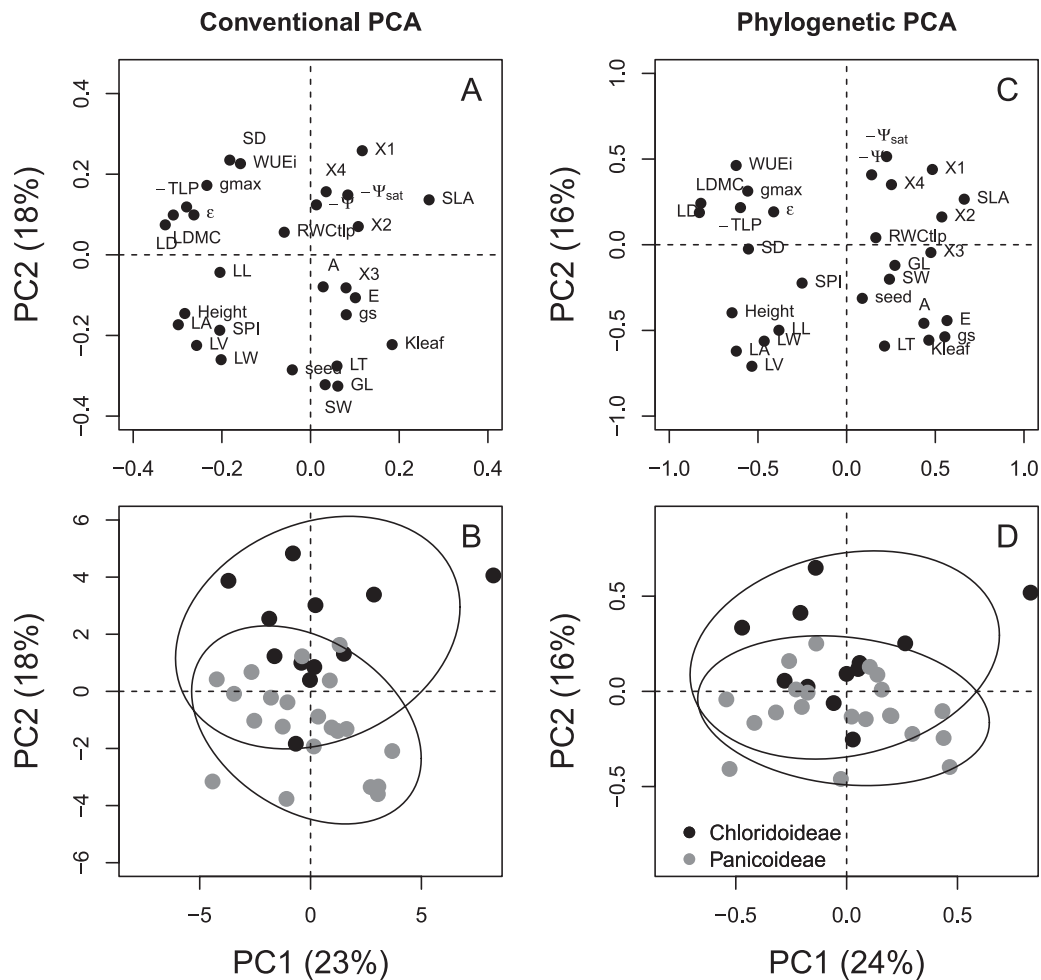 Conventional PCA
Phylogenetic PCA
A
SD
WUEi
X1
X4
gmax
−Ψsat
−TLP
−Ψ
SLA
ε
X2
LD
LDMC
RWCtlp
LL
A
X3
E
Height
gs
LA
SPI
LV
Kleaf
LW
seed
LT
GL
SW
PC2 (18%)
0.4
0.2
0.0
−0.2
−0.4
−0.4
−0.2
0.0
0.2
0.4
C
−Ψsat
WUEi
−Ψ
X1
LDMC
gmax
X4
SLA
LD
−TLP
ε
X2
SD
RWCtlp
X3
GL
SPI
SW
seed
Height
A
E
LL
gs
LW
LA
LT
Kleaf
LV
PC2 (16%)
1.0
0.5
0.0
−0.5
−1.0
−1.0
−0.5
0.0
0.5
1.0
B
PC2 (18%)
6
4
2
0
−2
−4
−6
−5
0
5
PC1 (23%)
D
PC2 (16%)
0.5
0.0
−0.5
Chloridoideae
Panicoideae
−0.5
0.0
0.5
PC1 (24%)